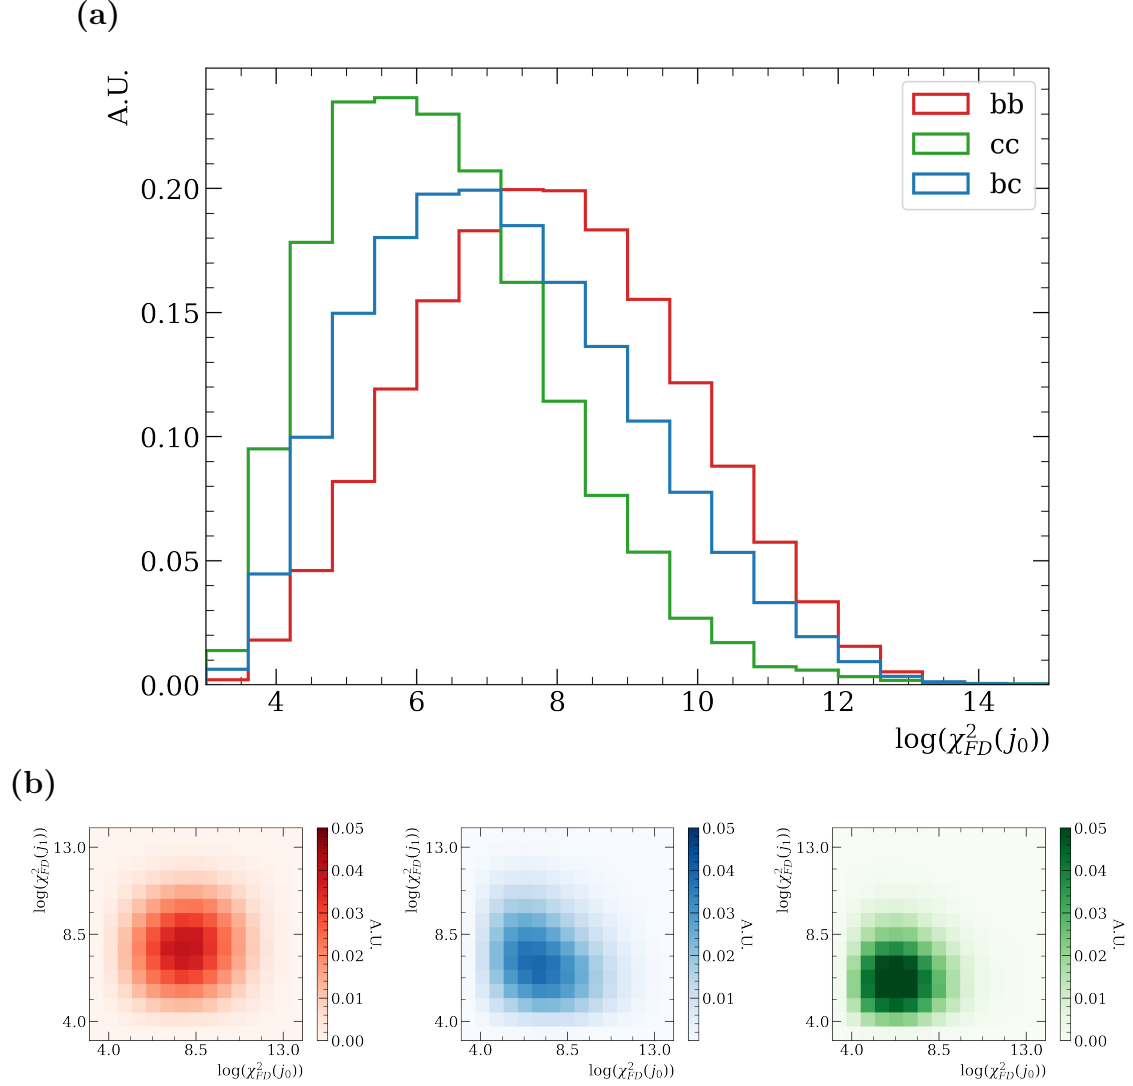 (a)
A.U.
bb
cc
bc
0.20
0.15
0.10
0.05
0.00
4 6 8 10 12 14
log(χ²_FD(j₀))
(b)
log(χ²_FD(j₁))
13.0
8.5
4.0
4.0 8.5 13.0
log(χ²_FD(j₀))
0.05
0.04
0.03
0.02
0.01
0.00
A.U.
log(χ²_FD(j₁))
13.0
8.5
4.0
4.0 8.5 13.0
log(χ²_FD(j₀))
0.05
0.04
0.03
0.02
0.01
A.U.
log(χ²_FD(j₁))
13.0
8.5
4.0
4.0 8.5 13.0
log(χ²_FD(j₀))
0.05
0.04
0.03
0.02
0.01
0.00
A.U.